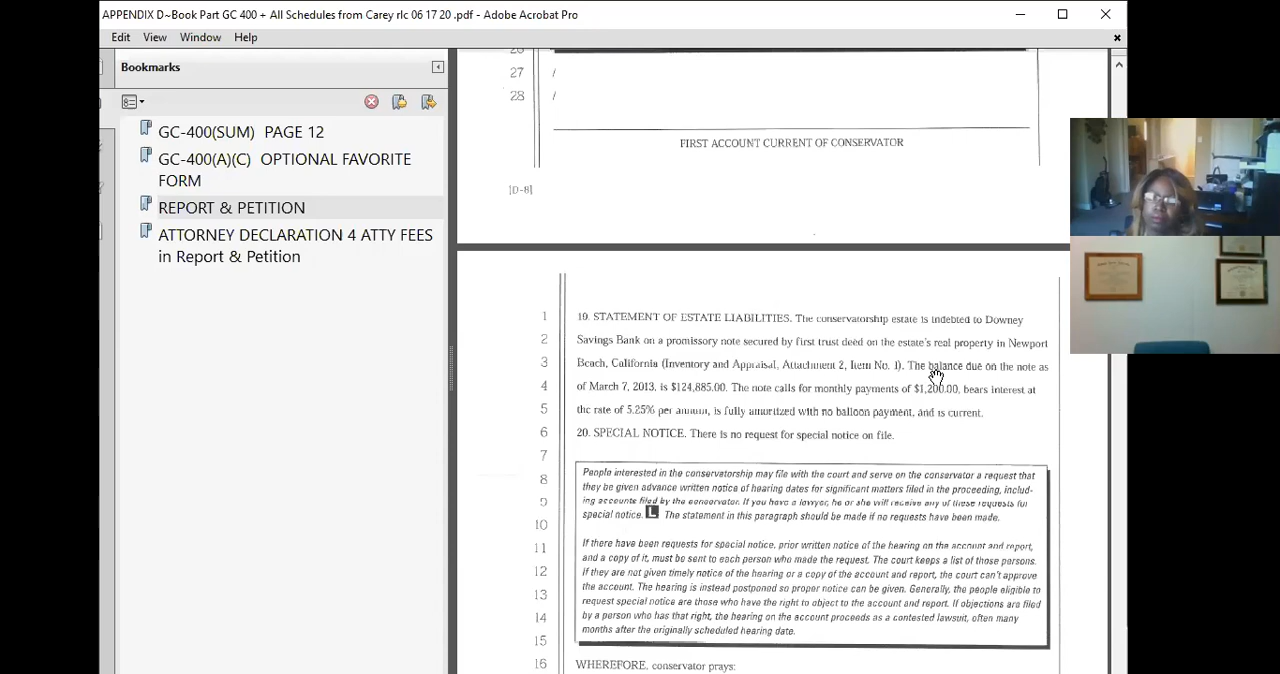 APPENDIX D~Book Part GC 400 + All Schedules from Carey rlc 06 17 20 .pdf - Adobe Acrobat Pro
Edit View Window Help
Bookmarks
GC-400(SUM) PAGE 12
GC-400(A)(C) OPTIONAL FAVORITE
FORM
REPORT & PETITION
ATTORNEY DECLARATION 4 ATTY FEES
in Report & Petition
26
27 /
28 /
FIRST ACCOUNT CURRENT OF CONSERVATOR
[D-8]
1 19. STATEMENT OF ESTATE LIABILITIES. The conservatorship estate is indebted to Downey
2 Savings Bank on a promissory note secured by first trust deed on the estate's real property in Newport
3 Beach, California (Inventory and Appraisal, Attachment 2, Item No. 1). The balance due on the note as
4 of March 7, 2013, is $124,885.00. The note calls for monthly payments of $1,200.00, bears interest at
5 the rate of 5.25% per annum, is fully amortized with no balloon payment, and is current.
6 20. SPECIAL NOTICE. There is no request for special notice on file.
7
8 People interested in the conservatorship may file with the court and serve on the conservator a request that
they be given advance written notice of hearing dates for significant matters filed in the proceeding, includ-
9 ing accounts filed by the conservator. If you have a lawyer, he or she will receive any of these requests for
10 special notice. L The statement in this paragraph should be made if no requests have been made.
11 If there have been requests for special notice, prior written notice of the hearing on the account and report,
and a copy of it, must be sent to each person who made the request. The court keeps a list of those persons.
12 If they are not given timely notice of the hearing or a copy of the account and report, the court can't approve
13 the account. The hearing is instead postponed so proper notice can be given. Generally, the people eligible to
request special notice are those who have the right to object to the account and report. If objections are filed
14 by a person who has that right, the hearing on the account proceeds as a contested lawsuit, often many
15 months after the originally scheduled hearing date.
16 WHEREFORE, conservator prays: